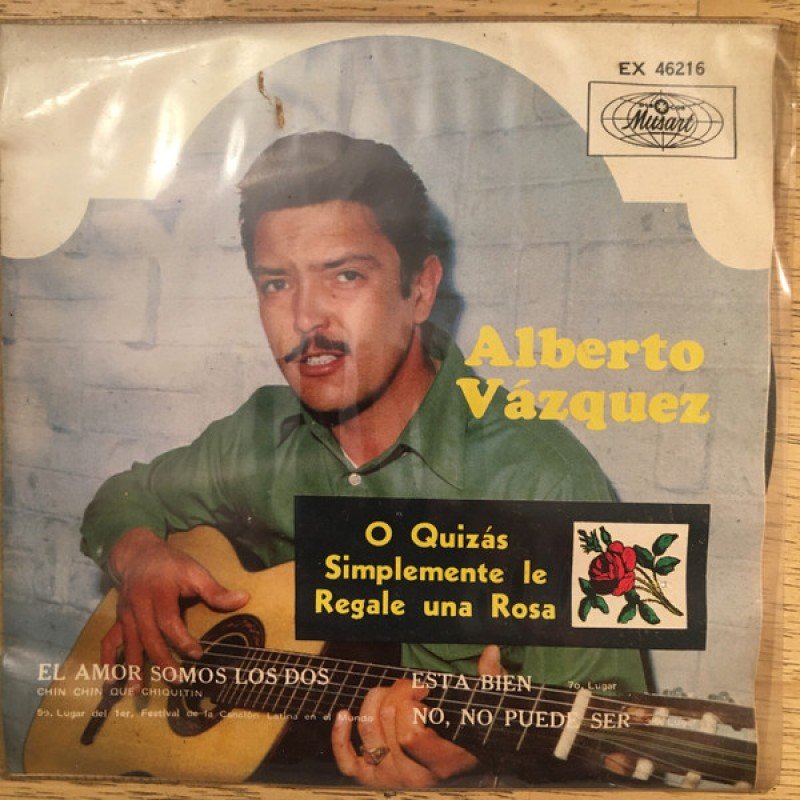 EX 46216
Musart
Alberto
Vázquez
O Quizás
Simplemente le
Regale una Rosa
EL AMOR SOMOS LOS DOS
CHIN CHIN QUE CHIQUITIN
5o. Lugar del 1er. Festival de la Canción Latina en el Mundo
ESTA BIEN 7o. Lugar
NO, NO PUEDE SER